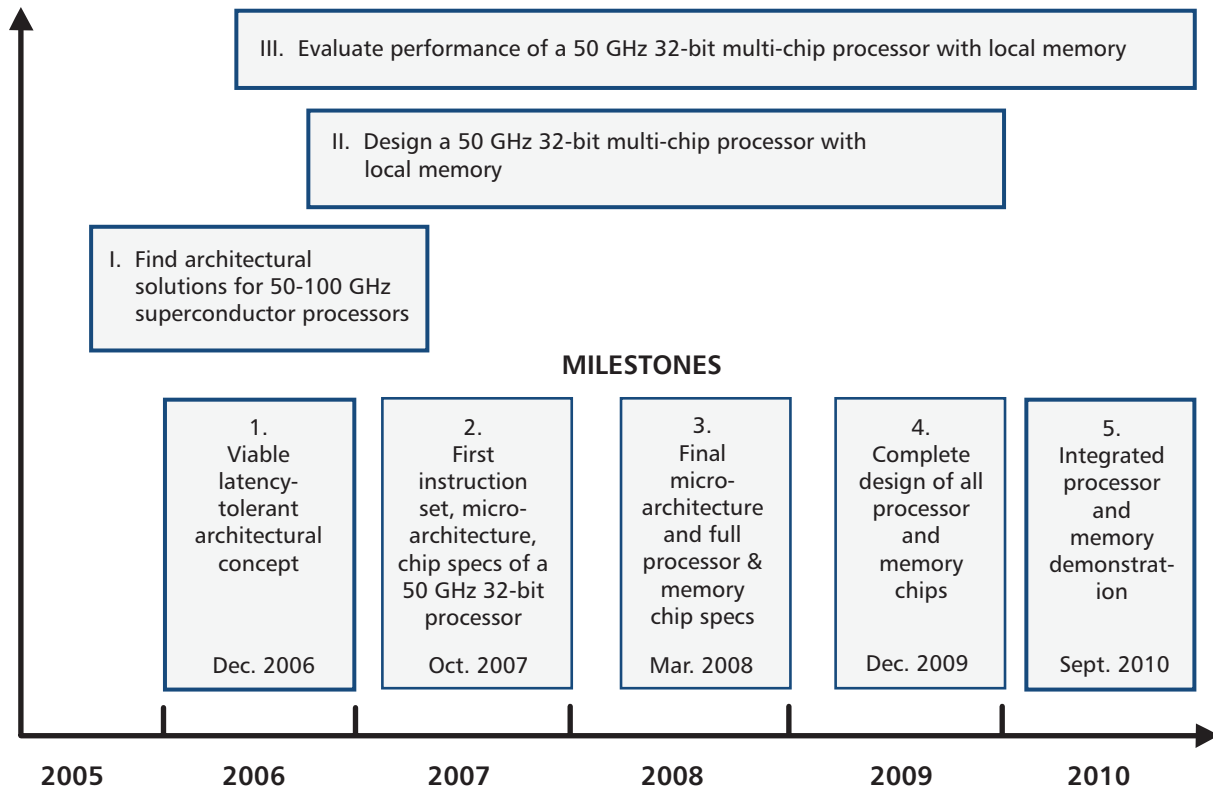 III. Evaluate performance of a 50 GHz 32-bit multi-chip processor with local memory
II. Design a 50 GHz 32-bit multi-chip processor with
local memory
I. Find architectural
solutions for 50-100 GHz
superconductor processors
MILESTONES
1.
Viable
latency-
tolerant
architectural
concept
Dec. 2006
2.
First
instruction
set, micro-
architecture,
chip specs of a
50 GHz 32-bit
processor
Oct. 2007
3.
Final
micro-
architecture
and full
processor &
memory
chip specs
Mar. 2008
4.
Complete
design of all
processor
and
memory
chips
Dec. 2009
5.
Integrated
processor
and
memory
demonstrat-
ion
Sept. 2010
2005 2006 2007 2008 2009 2010